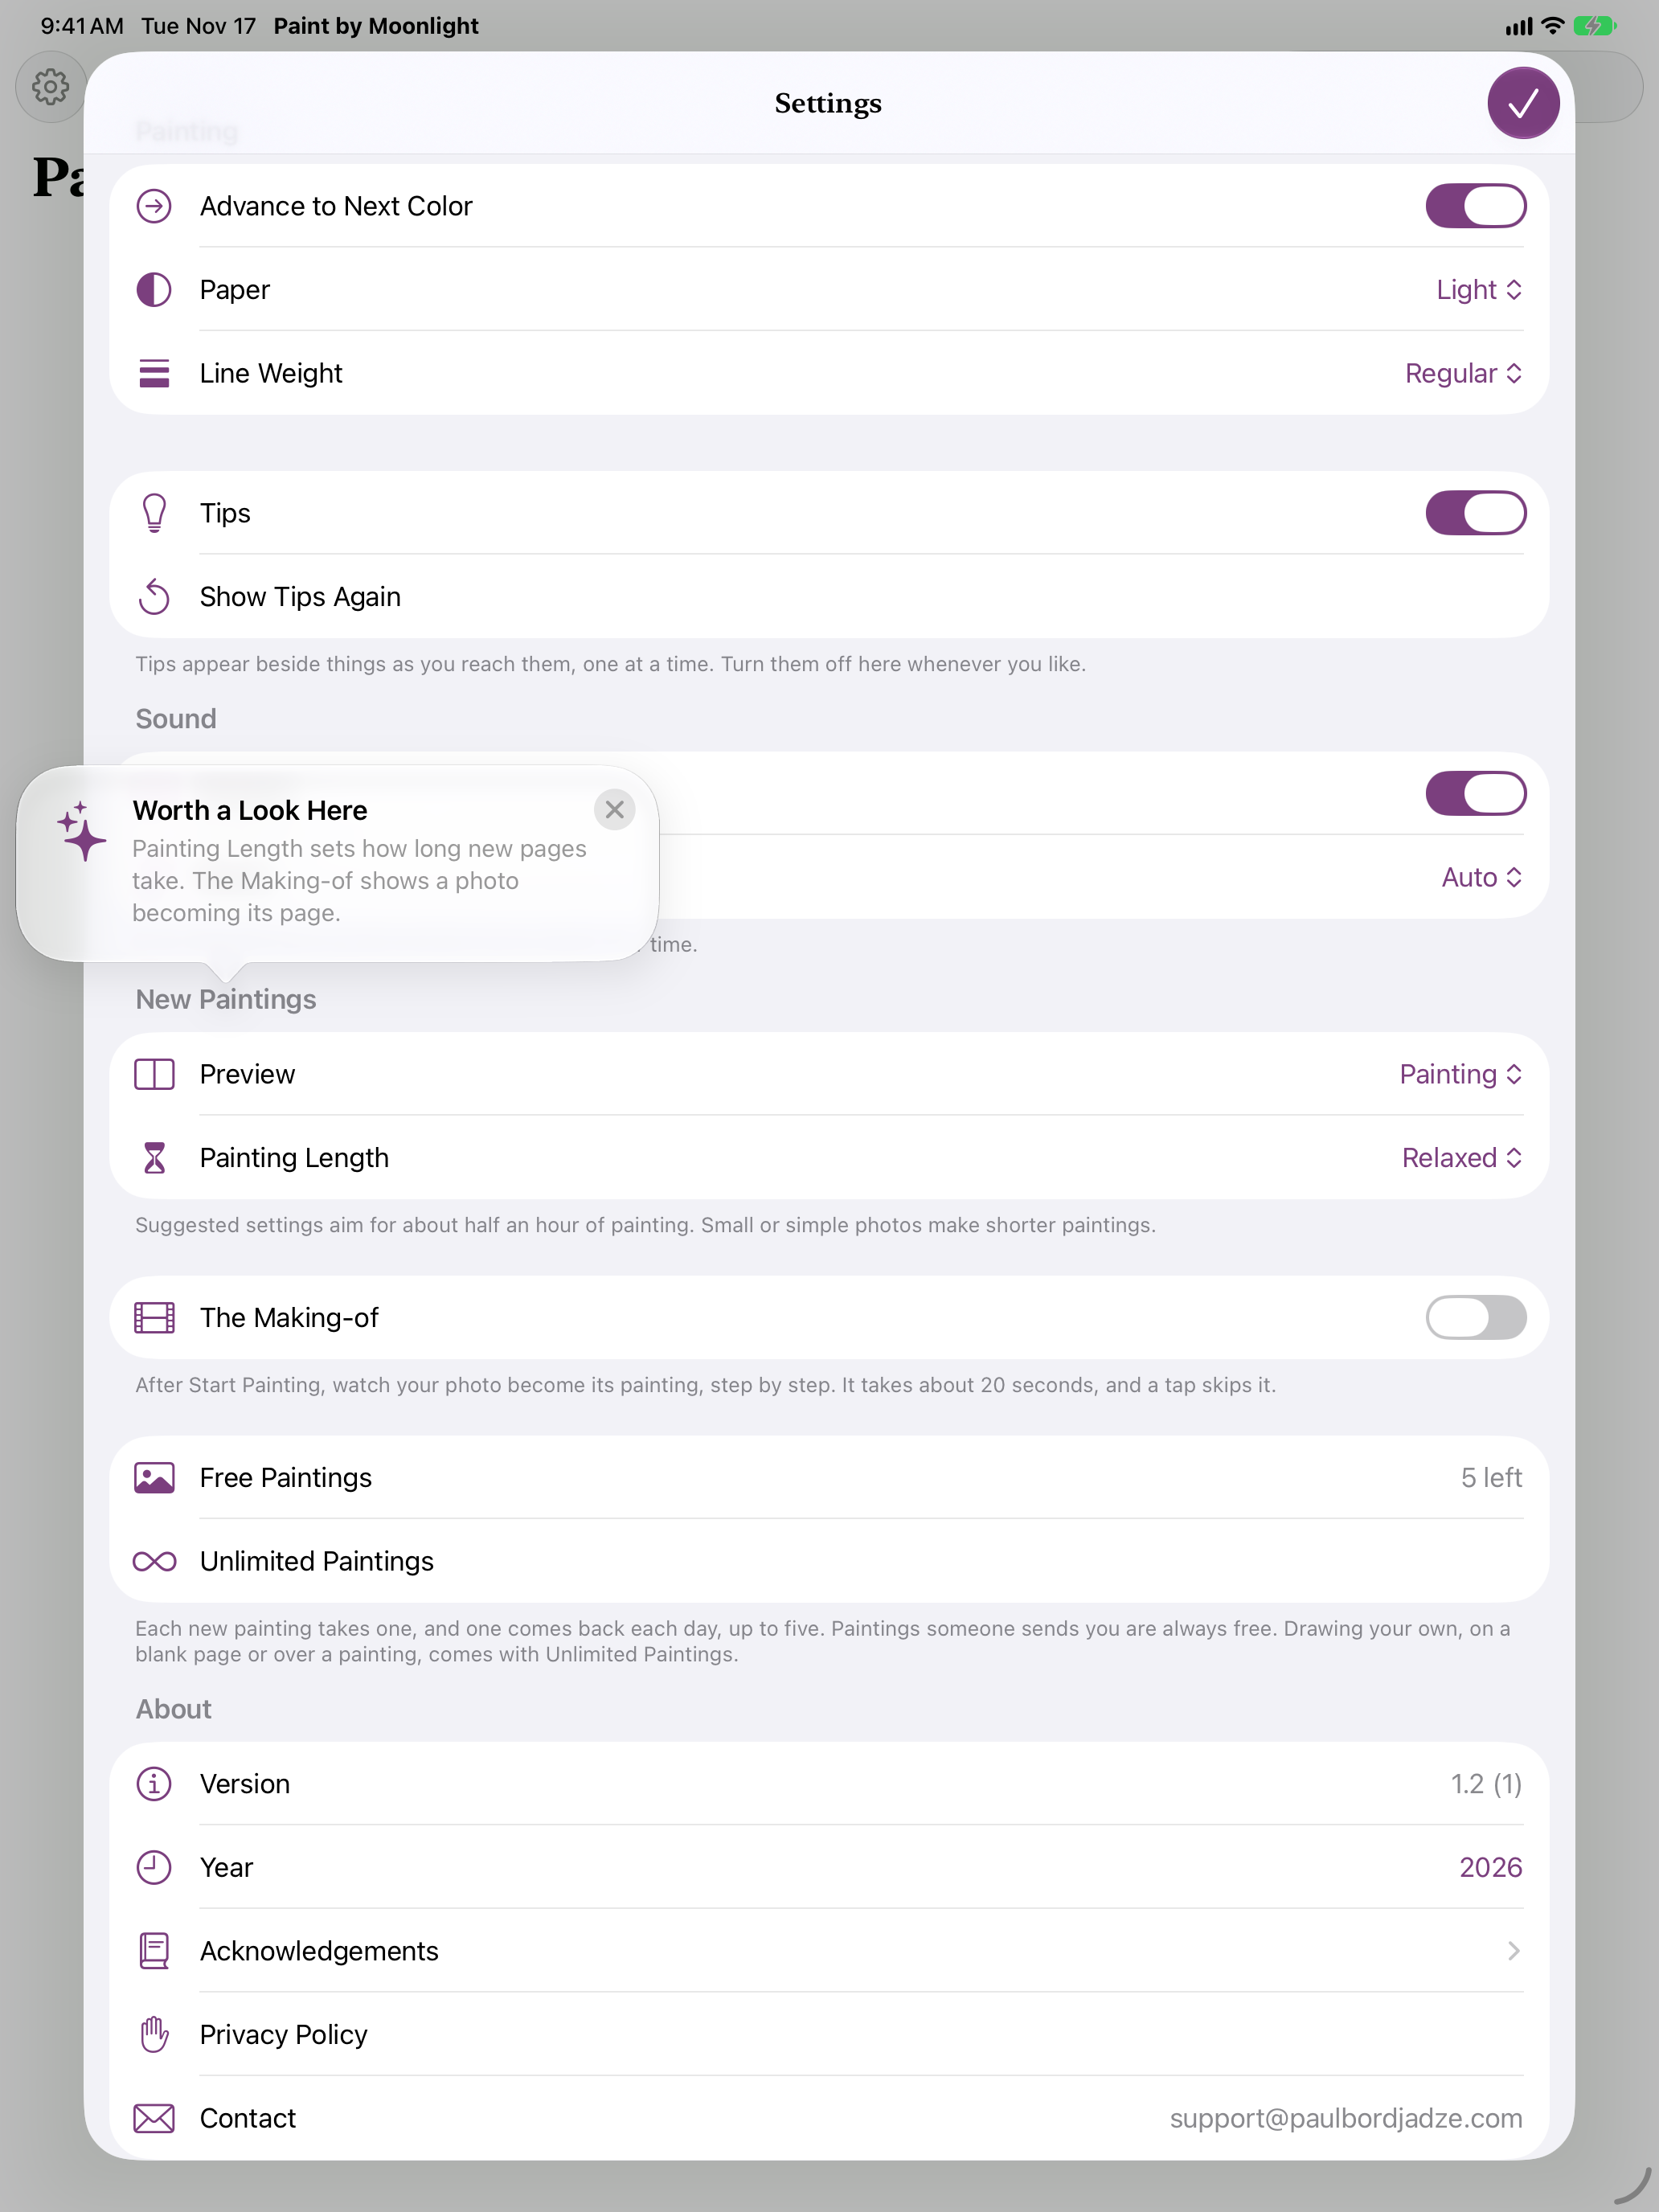 9:41 AM Tue Nov 17 Paint by Moonlight
Settings
Painting
Advance to Next Color
Paper
Light
Line Weight
Regular
Tips
Show Tips Again
Tips appear beside things as you reach them, one at a time. Turn them off here whenever you like.
Sound
Worth a Look Here
Painting Length sets how long new pages
take. The Making-of shows a photo
becoming its page.
Auto
time.
New Paintings
Preview
Painting
Painting Length
Relaxed
Suggested settings aim for about half an hour of painting. Small or simple photos make shorter paintings.
The Making-of
After Start Painting, watch your photo become its painting, step by step. It takes about 20 seconds, and a tap skips it.
Free Paintings
5 left
Unlimited Paintings
Each new painting takes one, and one comes back each day, up to five. Paintings someone sends you are always free. Drawing your own, on a
blank page or over a painting, comes with Unlimited Paintings.
About
Version
1.2 (1)
Year
2026
Acknowledgements
Privacy Policy
Contact
support@paulbordjadze.com